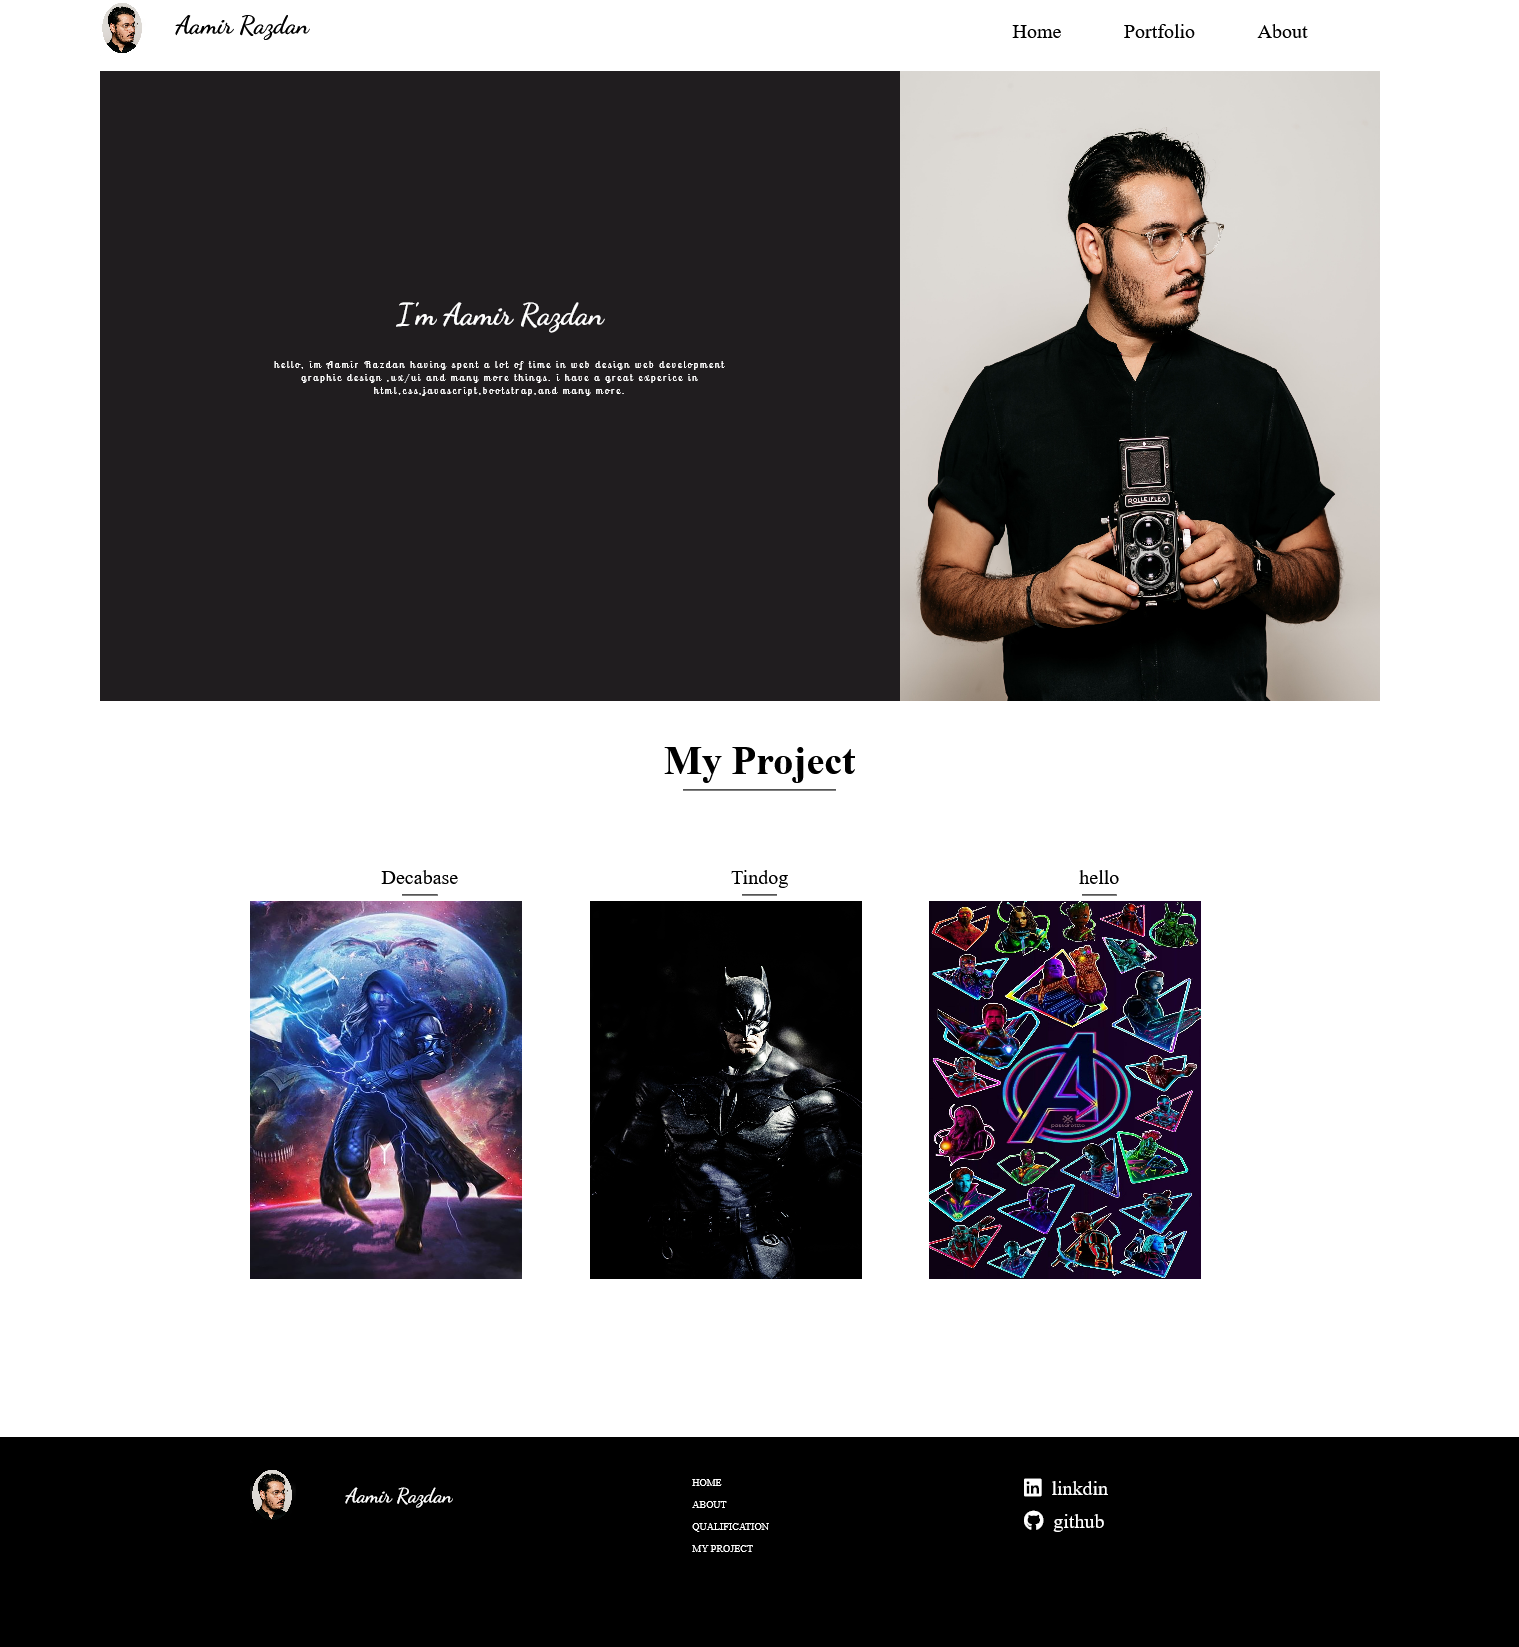 Aamir Razdan
Home Portfolio About
I'm Aamir Razdan
hello, im Aamir Razdan having spent a lot of time in web design web development
graphic design ,ux/ui and many more things. i have a great experice in
html,css,javascript,bootstrap,and many more.
ROLLEIFLEX
My Project
Decabase
Tindog
hello
Aamir Razdan
HOME
ABOUT
QUALIFICATION
MY PROJECT
linkdin
github